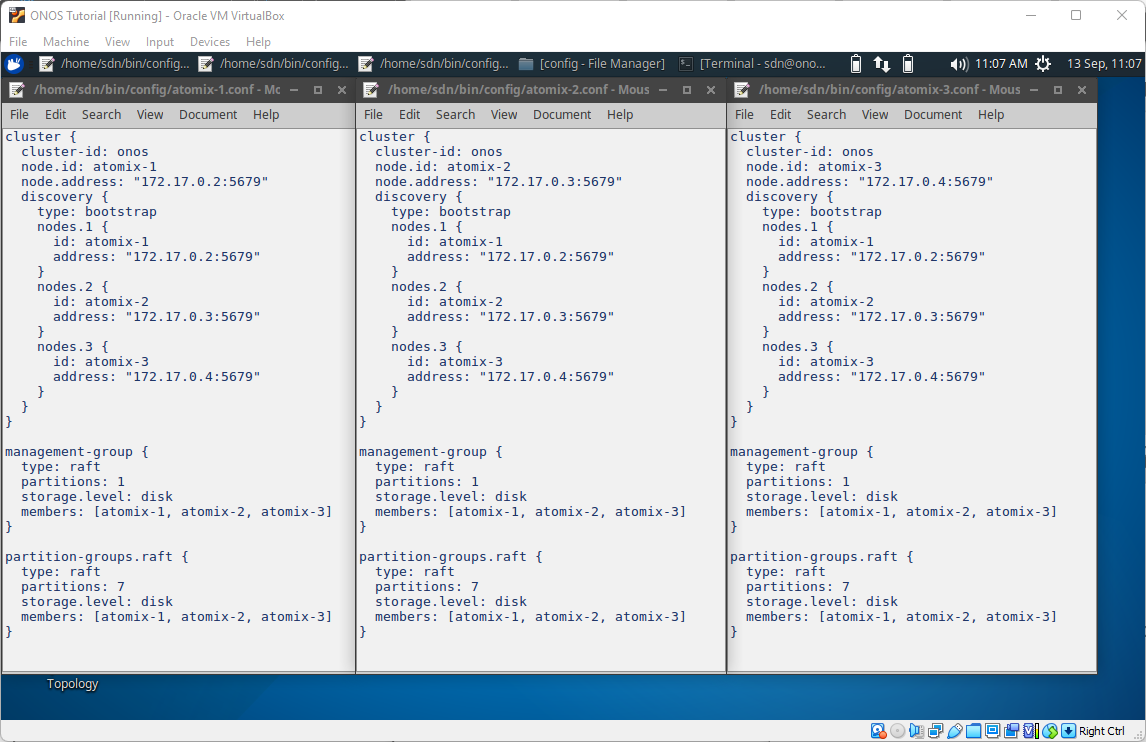 ONOS Tutorial [Running] - Oracle VM VirtualBox
File Machine View Input Devices Help
/home/sdn/bin/config... /home/sdn/bin/config... /home/sdn/bin/config... [config - File Manager] [Terminal - sdn@ono... 11:07 AM 13 Sep, 11:07
/home/sdn/bin/config/atomix-1.conf - Mo
File Edit Search View Document Help
cluster {
  cluster-id: onos
  node.id: atomix-1
  node.address: "172.17.0.2:5679"
  discovery {
    type: bootstrap
    nodes.1 {
      id: atomix-1
      address: "172.17.0.2:5679"
    }
    nodes.2 {
      id: atomix-2
      address: "172.17.0.3:5679"
    }
    nodes.3 {
      id: atomix-3
      address: "172.17.0.4:5679"
    }
  }
}
management-group {
  type: raft
  partitions: 1
  storage.level: disk
  members: [atomix-1, atomix-2, atomix-3]
}
partition-groups.raft {
  type: raft
  partitions: 7
  storage.level: disk
  members: [atomix-1, atomix-2, atomix-3]
}
/home/sdn/bin/config/atomix-2.conf - Mous
File Edit Search View Document Help
cluster {
  cluster-id: onos
  node.id: atomix-2
  node.address: "172.17.0.3:5679"
  discovery {
    type: bootstrap
    nodes.1 {
      id: atomix-1
      address: "172.17.0.2:5679"
    }
    nodes.2 {
      id: atomix-2
      address: "172.17.0.3:5679"
    }
    nodes.3 {
      id: atomix-3
      address: "172.17.0.4:5679"
    }
  }
}
management-group {
  type: raft
  partitions: 1
  storage.level: disk
  members: [atomix-1, atomix-2, atomix-3]
}
partition-groups.raft {
  type: raft
  partitions: 7
  storage.level: disk
  members: [atomix-1, atomix-2, atomix-3]
}
/home/sdn/bin/config/atomix-3.conf - Mous
File Edit Search View Document Help
cluster {
  cluster-id: onos
  node.id: atomix-3
  node.address: "172.17.0.4:5679"
  discovery {
    type: bootstrap
    nodes.1 {
      id: atomix-1
      address: "172.17.0.2:5679"
    }
    nodes.2 {
      id: atomix-2
      address: "172.17.0.3:5679"
    }
    nodes.3 {
      id: atomix-3
      address: "172.17.0.4:5679"
    }
  }
}
management-group {
  type: raft
  partitions: 1
  storage.level: disk
  members: [atomix-1, atomix-2, atomix-3]
}
partition-groups.raft {
  type: raft
  partitions: 7
  storage.level: disk
  members: [atomix-1, atomix-2, atomix-3]
}
Topology
Right Ctrl